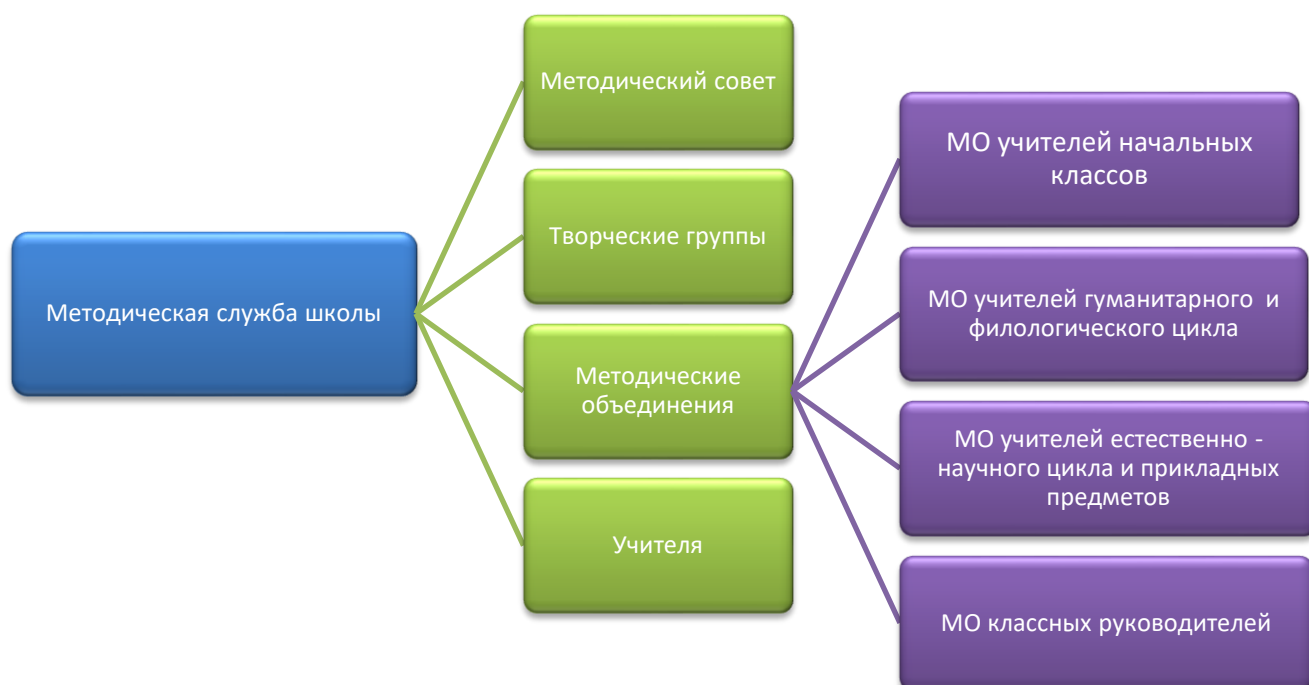 Методическая служба школы
Методический совет
Творческие группы
Методические
объединения
Учителя
МО учителей начальных
классов
МО учителей гуманитарного и
филологического цикла
МО учителей естественно -
научного цикла и прикладных
предметов
МО классных руководителей